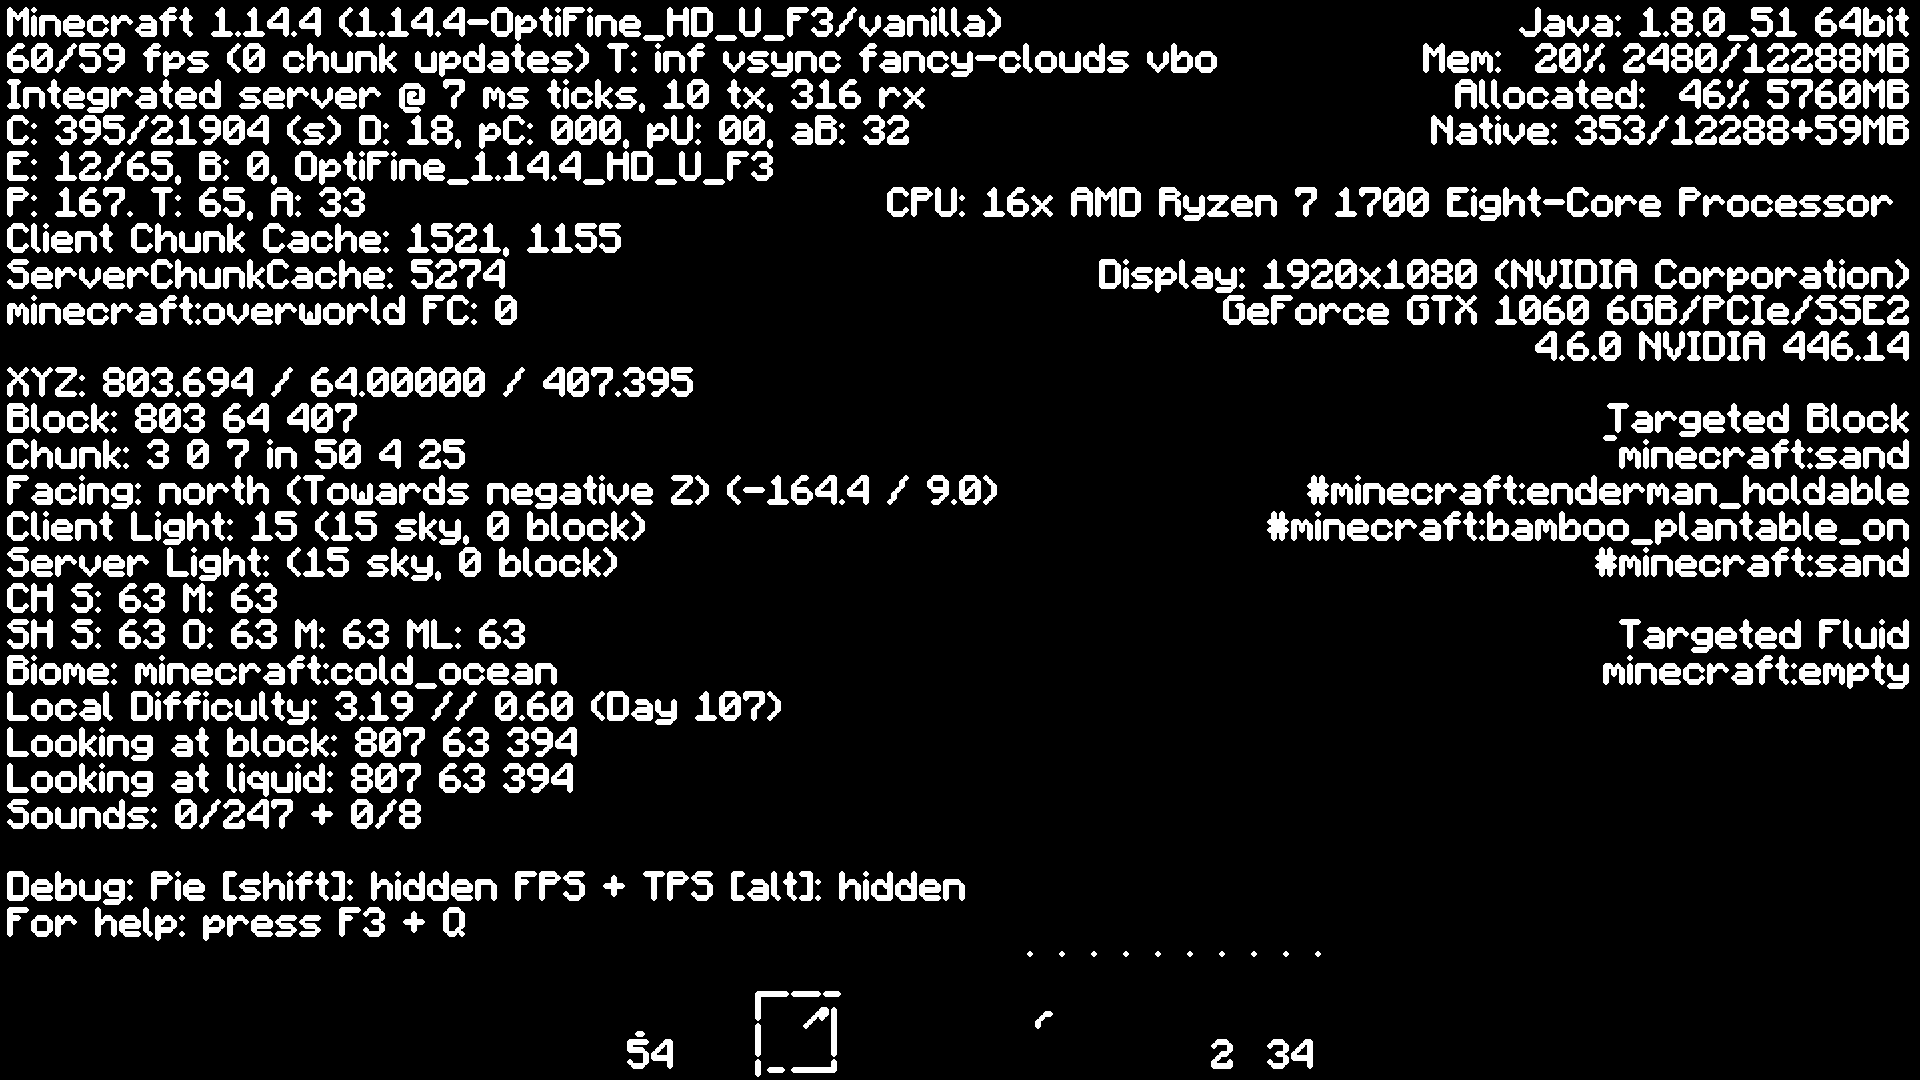 Minecraft 1.14.4 (1.14.4-OptiFine_HD_U_F3/vanilla)
60/59 fps (0 chunk updates) T: inf vsync fancy-clouds vbo
Integrated server @ 7 ms ticks, 10 tx, 316 rx
C: 395/21904 (s) D: 18, pC: 000, pU: 00, aB: 32
E: 12/65, B: 0, OptiFine_1.14.4_HD_U_F3
P: 167. T: 65, A: 33
Client Chunk Cache: 1521, 1155
ServerChunkCache: 5274
minecraft:overworld FC: 0
XYZ: 803.694 / 64.00000 / 407.395
Block: 803 64 407
Chunk: 3 0 7 in 50 4 25
Facing: north (Towards negative Z) (-164.4 / 9.0)
Client Light: 15 (15 sky, 0 block)
Server Light: (15 sky, 0 block)
CH S: 63 M: 63
SH S: 63 O: 63 M: 63 ML: 63
Biome: minecraft:cold_ocean
Local Difficulty: 3.19 // 0.60 (Day 107)
Looking at block: 807 63 394
Looking at liquid: 807 63 394
Sounds: 0/247 + 0/8
Debug: Pie [shift]: hidden FPS + TPS [alt]: hidden
For help: press F3 + Q
Java: 1.8.0_51 64bit
Mem: 20% 2480/12288MB
Allocated: 46% 5760MB
Native: 353/12288+59MB
CPU: 16x AMD Ryzen 7 1700 Eight-Core Processor
Display: 1920x1080 (NVIDIA Corporation)
GeForce GTX 1060 6GB/PCIe/SSE2
4.6.0 NVIDIA 446.14
Targeted Block
minecraft:sand
#minecraft:enderman_holdable
#minecraft:bamboo_plantable_on
#minecraft:sand
Targeted Fluid
minecraft:empty
54
2 34